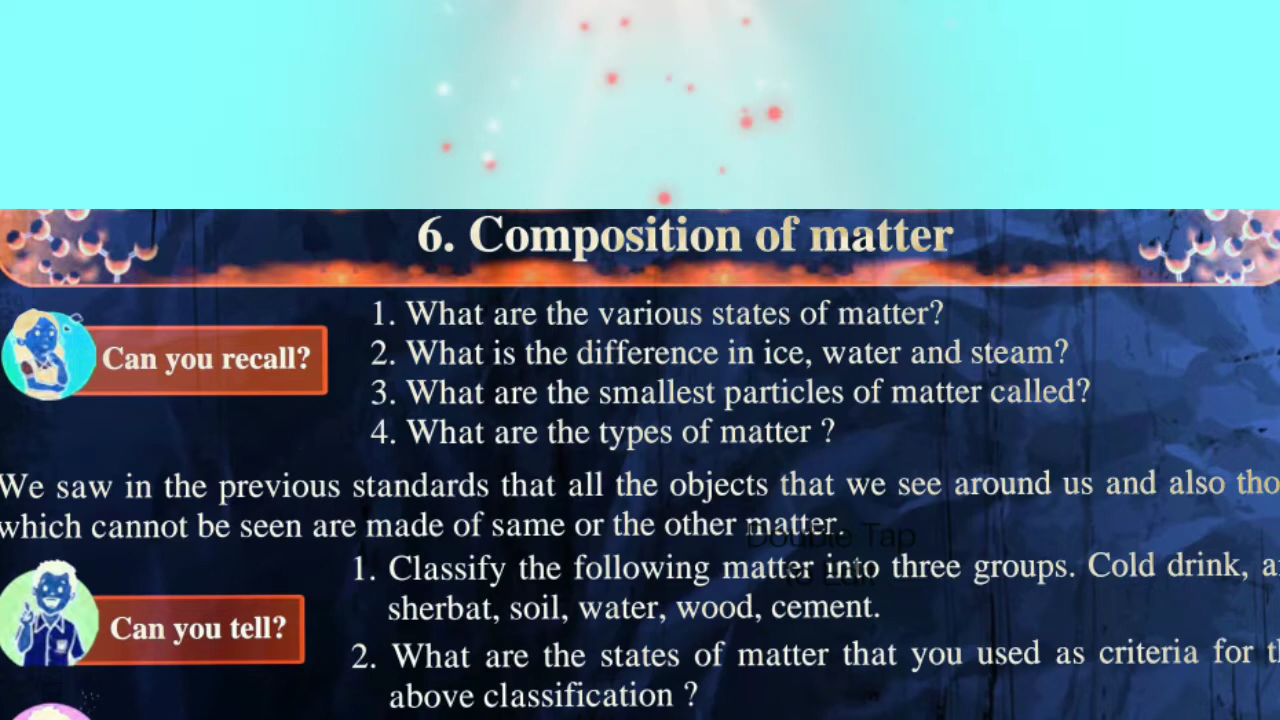 6. Composition of matter
Can you recall?
1. What are the various states of matter?
2. What is the difference in ice, water and steam?
3. What are the smallest particles of matter called?
4. What are the types of matter ?
We saw in the previous standards that all the objects that we see around us and also tho
which cannot be seen are made of same or the other matter.
Double Tap
1. Classify the following matter into three groups. Cold drink, a
sherbat, soil, water, wood, cement.
Can you tell?
2. What are the states of matter that you used as criteria for th
above classification ?